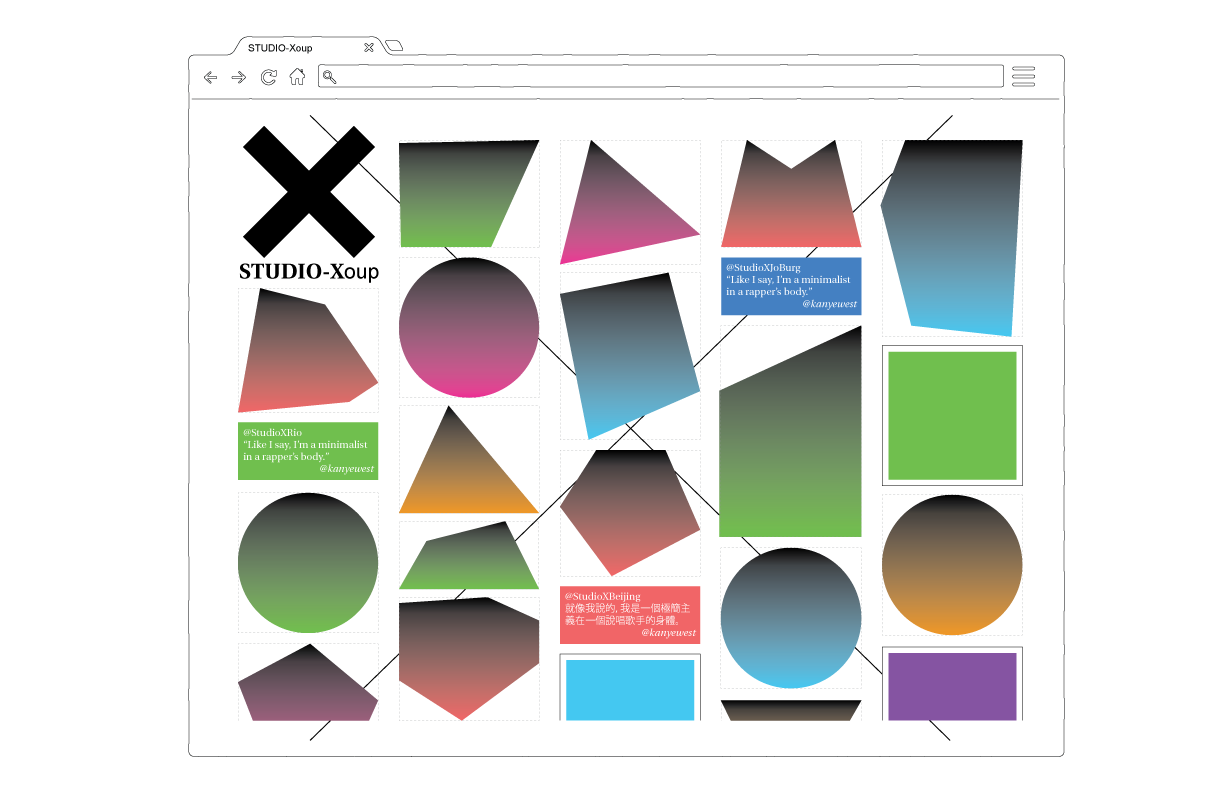 STUDIO-Xoup
STUDIO-Xoup
@StudioXRio
“Like I say, I’m a minimalist
in a rapper’s body.”
@kanyewest
@StudioXBeijing
就像我說的, 我是一個極簡主
義在一個說唱歌手的身體。
@kanyewest
@StudioXJoBurg
“Like I say, I’m a minimalist
in a rapper’s body.”
@kanyewest